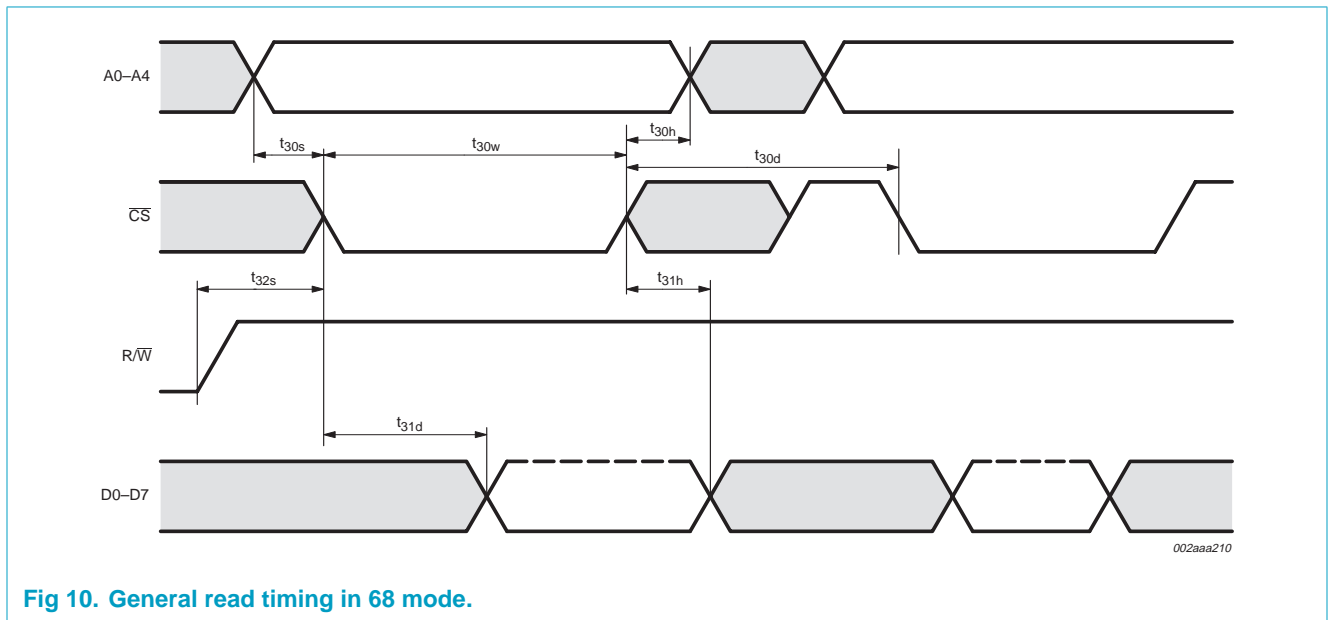 A0–A4
t30s
t30w
t30h
t30d
CS
t32s
t31h
R/W
t31d
D0–D7
002aaa210
Fig 10. General read timing in 68 mode.